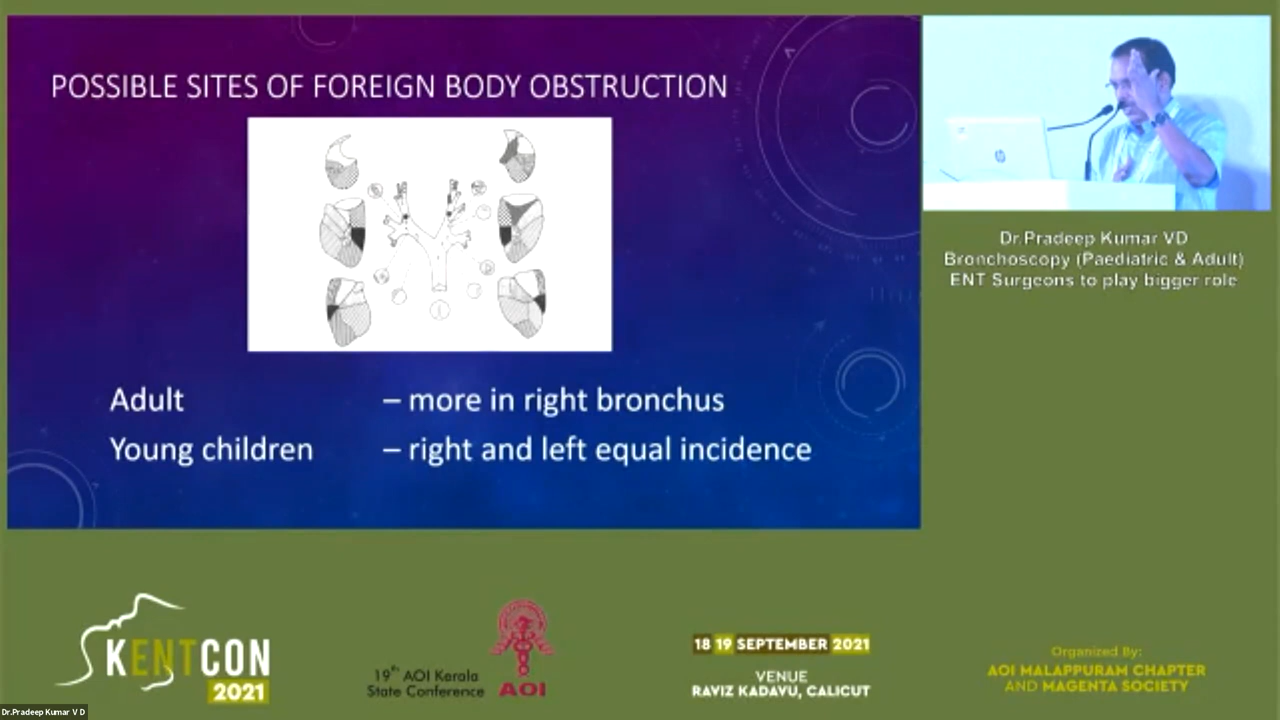 POSSIBLE SITES OF FOREIGN BODY OBSTRUCTION
Adult – more in right bronchus
Young children – right and left equal incidence
Dr.Pradeep Kumar VD
Bronchoscopy (Paediatric & Adult)
ENT Surgeons to play bigger role
KENTCON
2021
19th AOI Kerala
State Conference
AOI
18 19 SEPTEMBER 2021
VENUE
RAVIZ KADAVU, CALICUT
Organized By:
AOI MALAPPURAM CHAPTER
AND MAGENTA SOCIETY
Dr.Pradeep Kumar V D